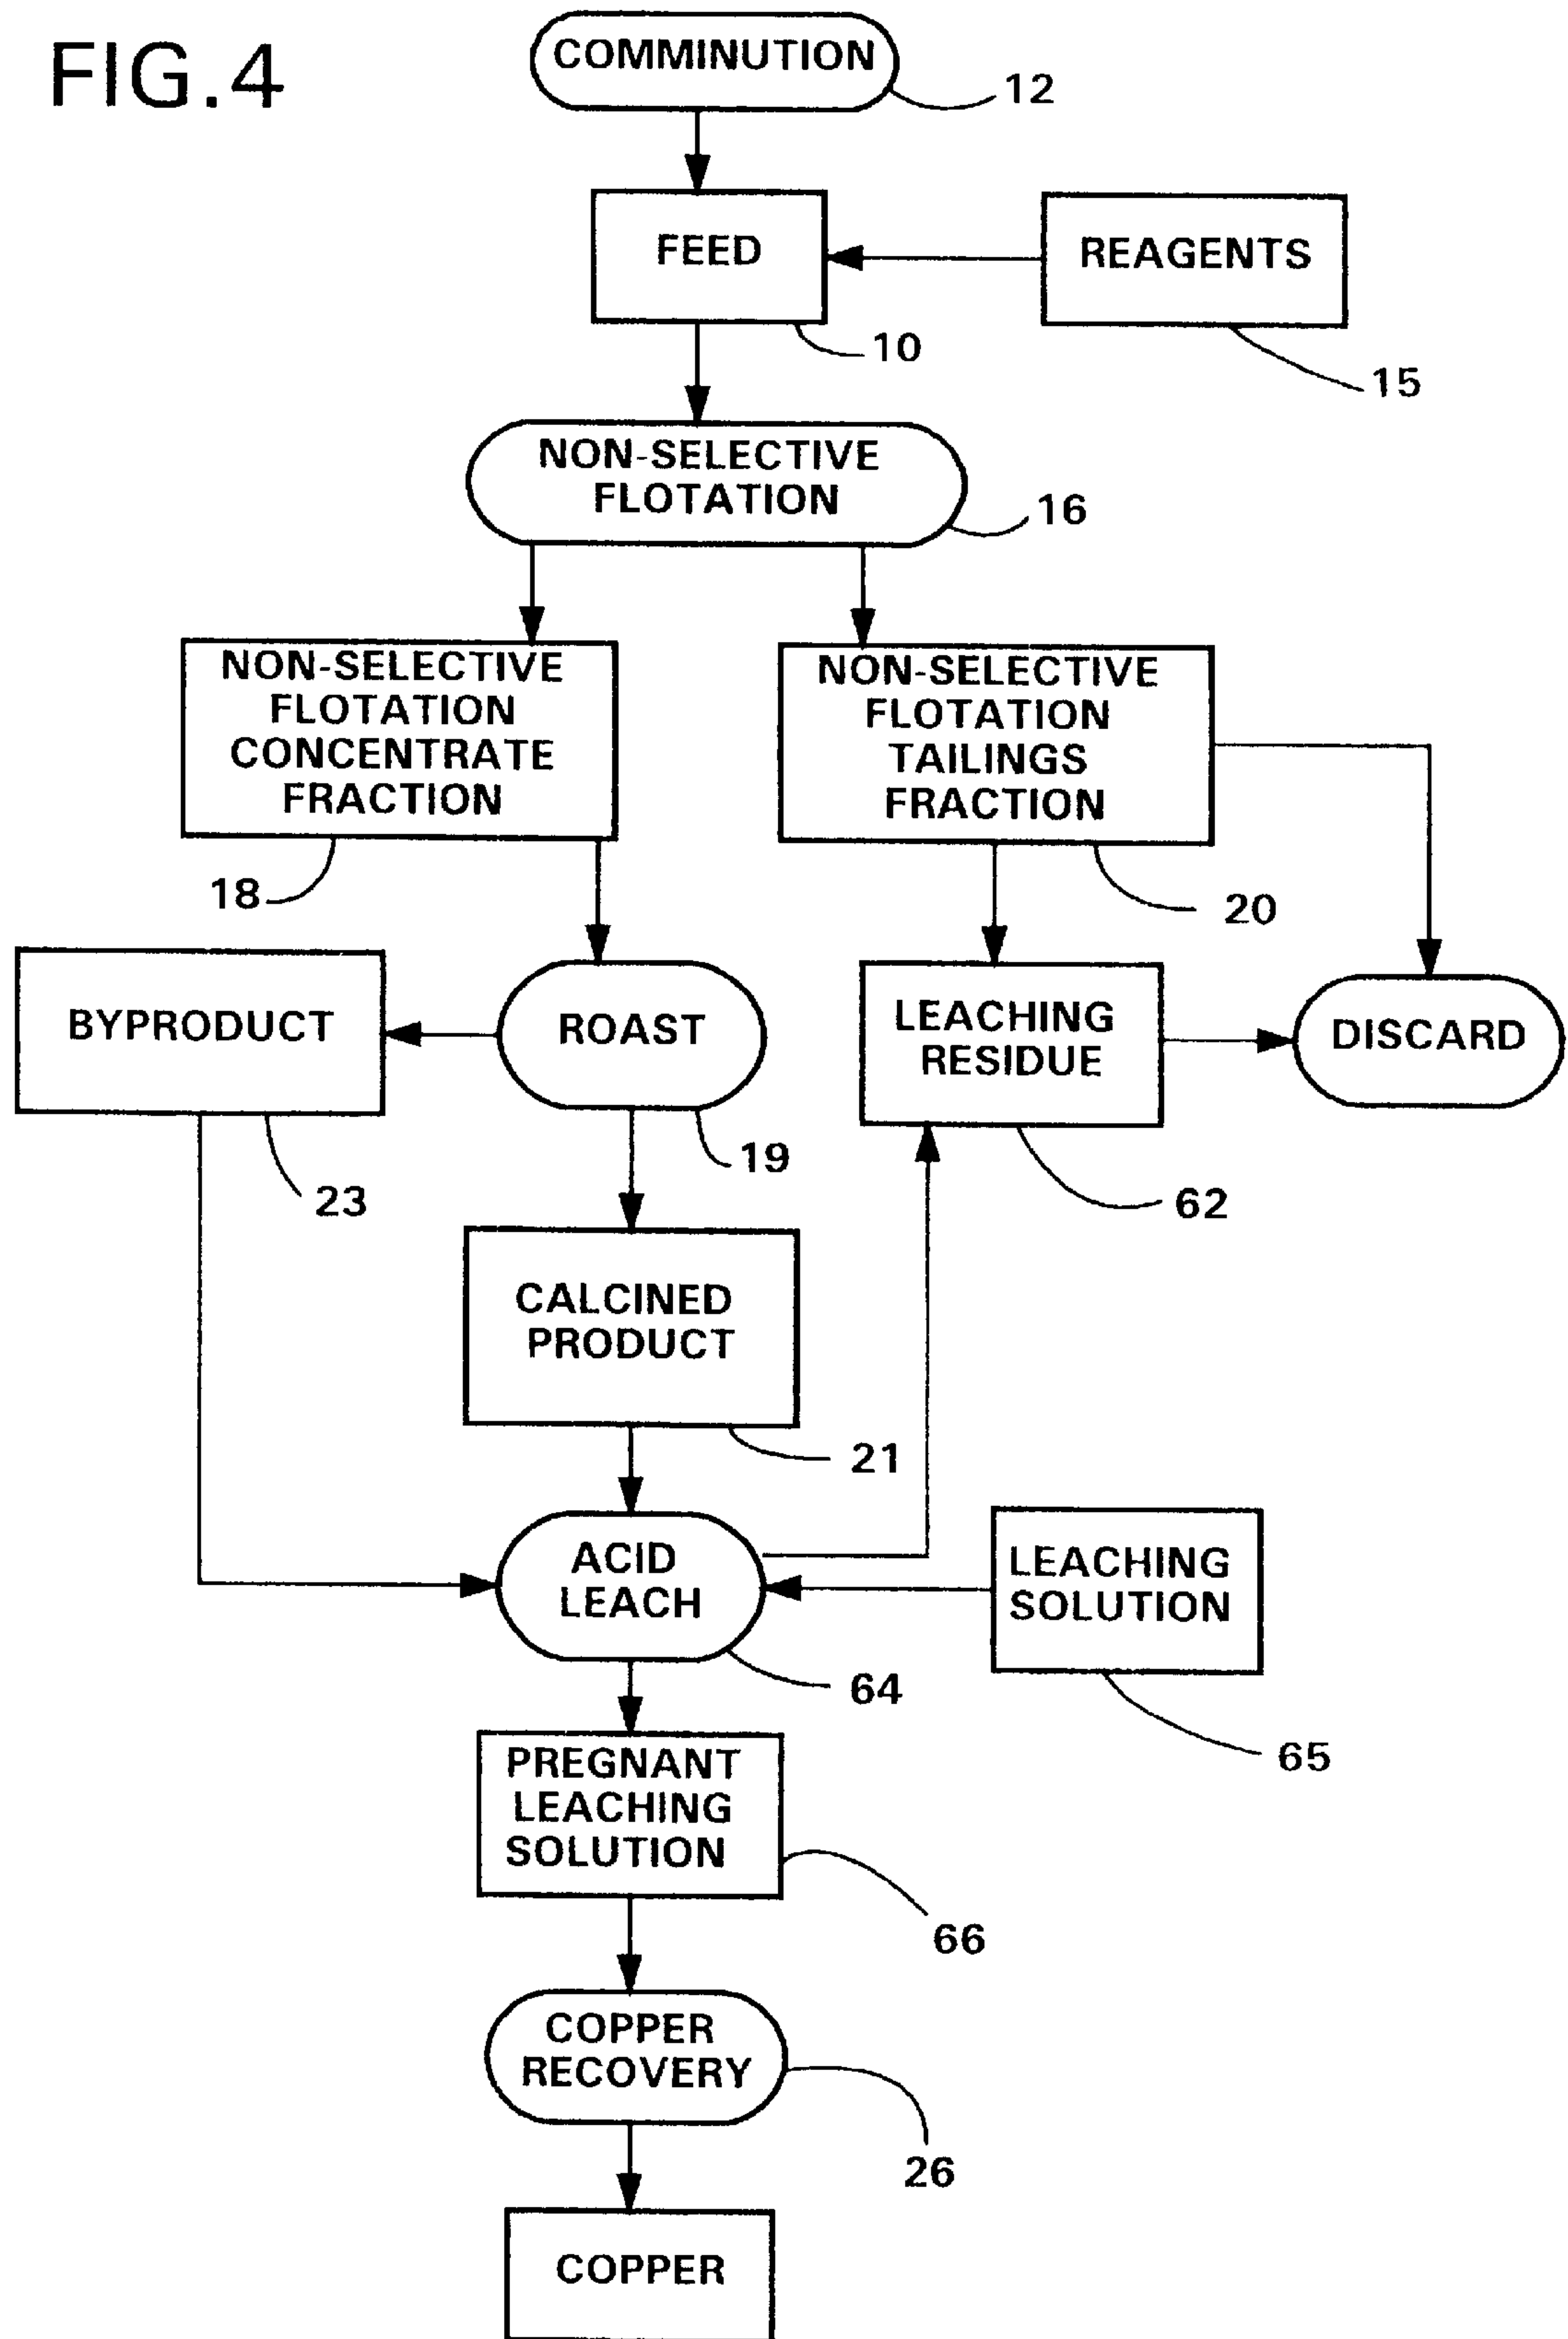 FIG.4
COMMINUTION
12
FEED
REAGENTS
10
15
NON-SELECTIVE
FLOTATION
16
NON-SELECTIVE
FLOTATION
CONCENTRATE
FRACTION
NON-SELECTIVE
FLOTATION
TAILINGS
FRACTION
18
20
BYPRODUCT
ROAST
LEACHING
RESIDUE
DISCARD
19
23
62
CALCINED
PRODUCT
21
ACID
LEACH
LEACHING
SOLUTION
64
65
PREGNANT
LEACHING
SOLUTION
66
COPPER
RECOVERY
26
COPPER